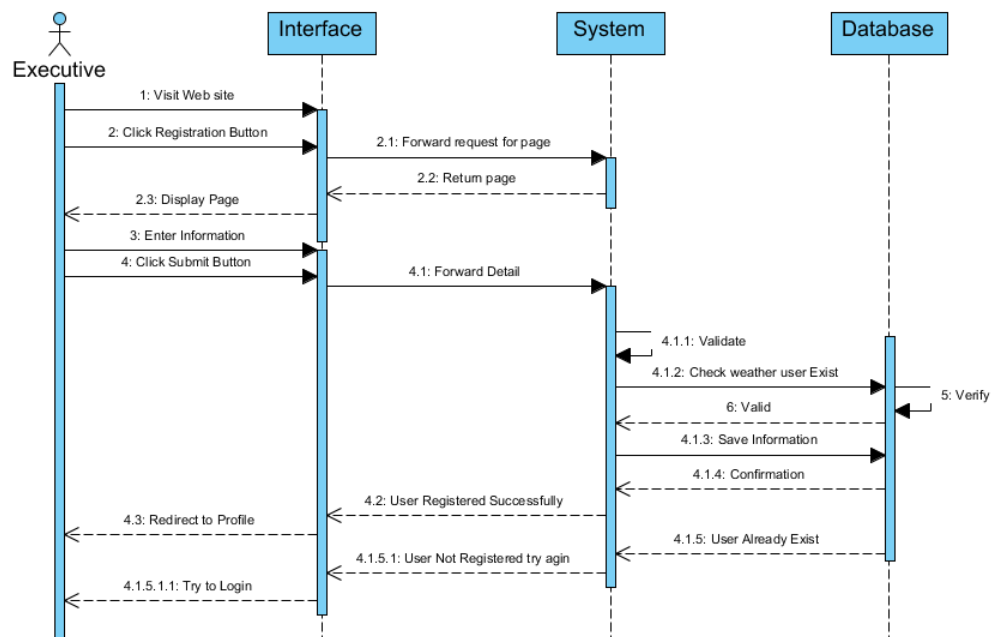 Interface
System
Database
Executive
1: Visit Web site
2: Click Registration Button
2.1: Forward request for page
2.2: Return page
2.3: Display Page
3: Enter Information
4: Click Submit Button
4.1: Forward Detail
4.1.1: Validate
4.1.2: Check weather user Exist
5: Verify
6: Valid
4.1.3: Save Information
4.1.4: Confirmation
4.2: User Registered Successfully
4.3: Redirect to Profile
4.1.5: User Already Exist
4.1.5.1: User Not Registered try agin
4.1.5.1.1: Try to Login